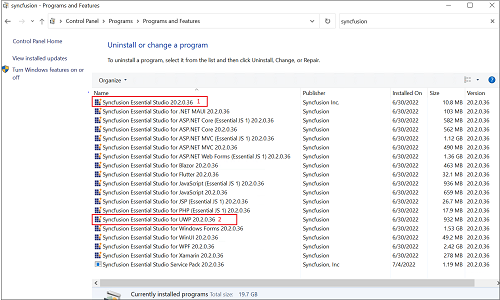 syncfusion - Programs and Features
Control Panel > Programs > Programs and Features
syncfusion
Control Panel Home
View installed updates
Turn Windows features on or off
Uninstall or change a program
To uninstall a program, select it from the list and then click Uninstall, Change, or Repair.
Organize
Name Publisher Installed On Size Version
Syncfusion Essential Studio 20.2.0.36 1 Syncfusion Inc. 6/30/2022 10.8 MB 20.2.0.36
Syncfusion Essential Studio for .NET MAUI 20.2.0.36 Syncfusion, Inc. 6/30/2022 103 MB 20.2.0.36
Syncfusion Essential Studio for ASP.NET Core (Essential JS 1) 20.2.0.36 Syncfusion, Inc. 6/30/2022 582 MB 20.2.0.36
Syncfusion Essential Studio for ASP.NET Core 20.2.0.36 Syncfusion, Inc. 6/30/2022 562 MB 20.2.0.36
Syncfusion Essential Studio for ASP.NET MVC (Essential JS 1) 20.2.0.36 Syncfusion, Inc. 6/30/2022 1.12 GB 20.2.0.36
Syncfusion Essential Studio for ASP.NET MVC 20.2.0.36 Syncfusion, Inc. 6/30/2022 490 MB 20.2.0.36
Syncfusion Essential Studio for ASP.NET Web Forms (Essential JS 1) 20.2.0.36 Syncfusion, Inc. 6/30/2022 1.36 GB 20.2.0.36
Syncfusion Essential Studio for Blazor 20.2.0.36 Syncfusion, Inc. 6/30/2022 463 MB 20.2.0.36
Syncfusion Essential Studio for Flutter 20.2.0.36 Syncfusion, Inc. 6/30/2022 32.1 MB 20.2.0.36
Syncfusion Essential Studio for JavaScript (Essential JS 1) 20.2.0.36 Syncfusion, Inc. 6/30/2022 936 MB 20.2.0.36
Syncfusion Essential Studio for JavaScript 20.2.0.36 Syncfusion, Inc. 6/30/2022 659 MB 20.2.0.36
Syncfusion Essential Studio for JSP (Essential JS 1) 20.2.0.36 Syncfusion, Inc. 6/30/2022 26.7 MB 20.2.0.36
Syncfusion Essential Studio for PHP (Essential JS 1) 20.2.0.36 Syncfusion, Inc. 6/30/2022 17.9 MB 20.2.0.36
Syncfusion Essential Studio for UWP 20.2.0.36 2 Syncfusion, Inc. 6/30/2022 932 MB 20.2.0.36
Syncfusion Essential Studio for Windows Forms 20.2.0.36 Syncfusion, Inc. 6/30/2022 1.53 GB 20.2.0.36
Syncfusion Essential Studio for WinUI 20.2.0.36 Syncfusion, Inc. 6/30/2022 49.2 MB 20.2.0.36
Syncfusion Essential Studio for WPF 20.2.0.36 Syncfusion, Inc. 6/30/2022 2.42 GB 20.2.0.36
Syncfusion Essential Studio for Xamarin 20.2.0.36 Syncfusion, Inc. 6/30/2022 278 MB 20.2.0.36
Syncfusion Essential Studio Service Pack 20.2.0.36 Syncfusion, Inc. 7/4/2022 1.19 MB 20.2.0.36
Currently installed programs Total size: 19.7 GB